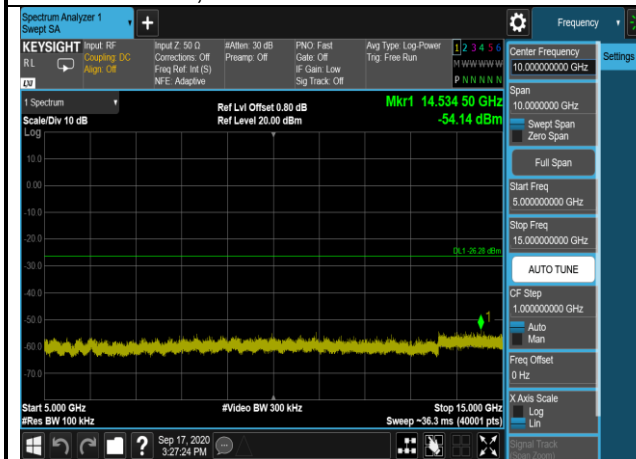 Spectrum Analyzer 1
Swept SA
Frequency
KEYSIGHT
RL
LXI
Input: RF
Coupling: DC
Align: Off
Input Z: 50 Ω
Corrections: Off
Freq Ref: Int (S)
NFE: Adaptive
#Atten: 30 dB
Preamp: Off
PNO: Fast
Gate: Off
IF Gain: Low
Sig Track: Off
Avg Type: Log-Power
Trig: Free Run
1 2 3 4 5 6
M W W W W W
P N N N N N
1 Spectrum
Scale/Div 10 dB
Ref Lvl Offset 0.80 dB
Ref Level 20.00 dBm
Mkr1 14.534 50 GHz
-54.14 dBm
Log
10.0
0.00
-10.0
-20.0
DL1 -26.28 dBm
-30.0
-40.0
-50.0
1
-60.0
-70.0
Start 5.000 GHz
#Res BW 100 kHz
#Video BW 300 kHz
Stop 15.000 GHz
Sweep ~36.3 ms (40001 pts)
Center Frequency
10.000000000 GHz
Settings
Span
10.0000000 GHz
Swept Span
Zero Span
Full Span
Start Freq
5.000000000 GHz
Stop Freq
15.000000000 GHz
AUTO TUNE
CF Step
1.000000000 GHz
Auto
Man
Freq Offset
0 Hz
X Axis Scale
Log
Lin
Signal Track
(Span Zoom)
?
Sep 17, 2020
3:27:24 PM